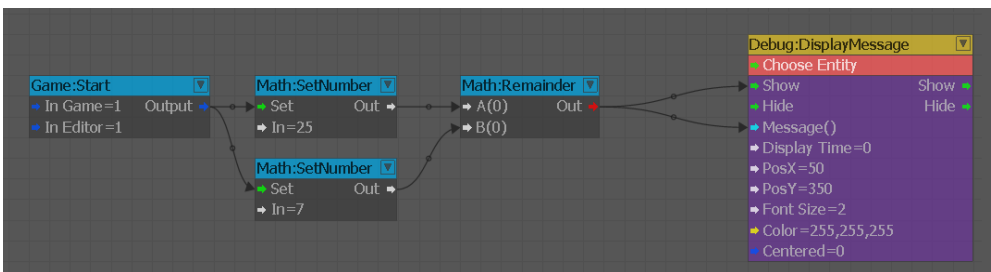 Game:Start
In Game=1 Output
In Editor=1
Math:SetNumber
Set Out
In=25
Math:SetNumber
Set Out
In=7
Math:Remainder
A(0) Out
B(0)
Debug:DisplayMessage
Choose Entity
Show Show
Hide Hide
Message()
Display Time=0
PosX=50
PosY=350
Font Size=2
Color=255,255,255
Centered=0